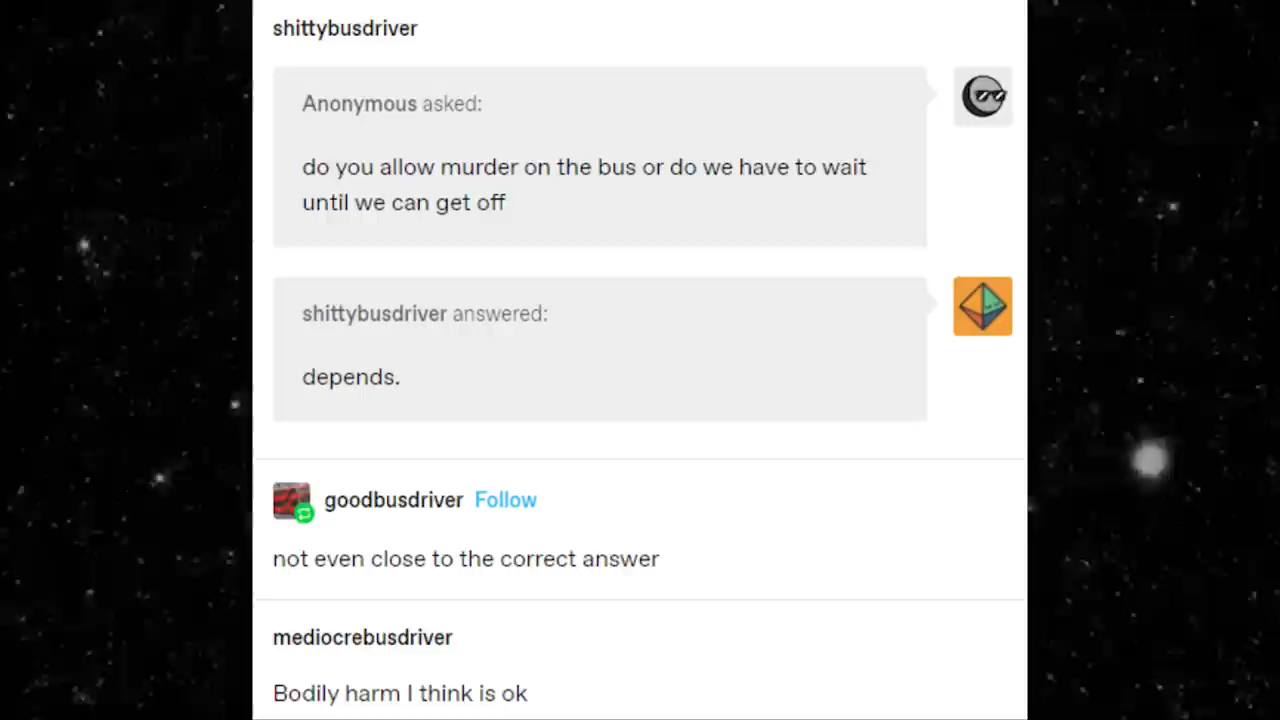 shittybusdriver
Anonymous asked:
do you allow murder on the bus or do we have to wait
until we can get off
shittybusdriver answered:
depends.
goodbusdriver Follow
not even close to the correct answer
mediocrebusdriver
Bodily harm I think is ok